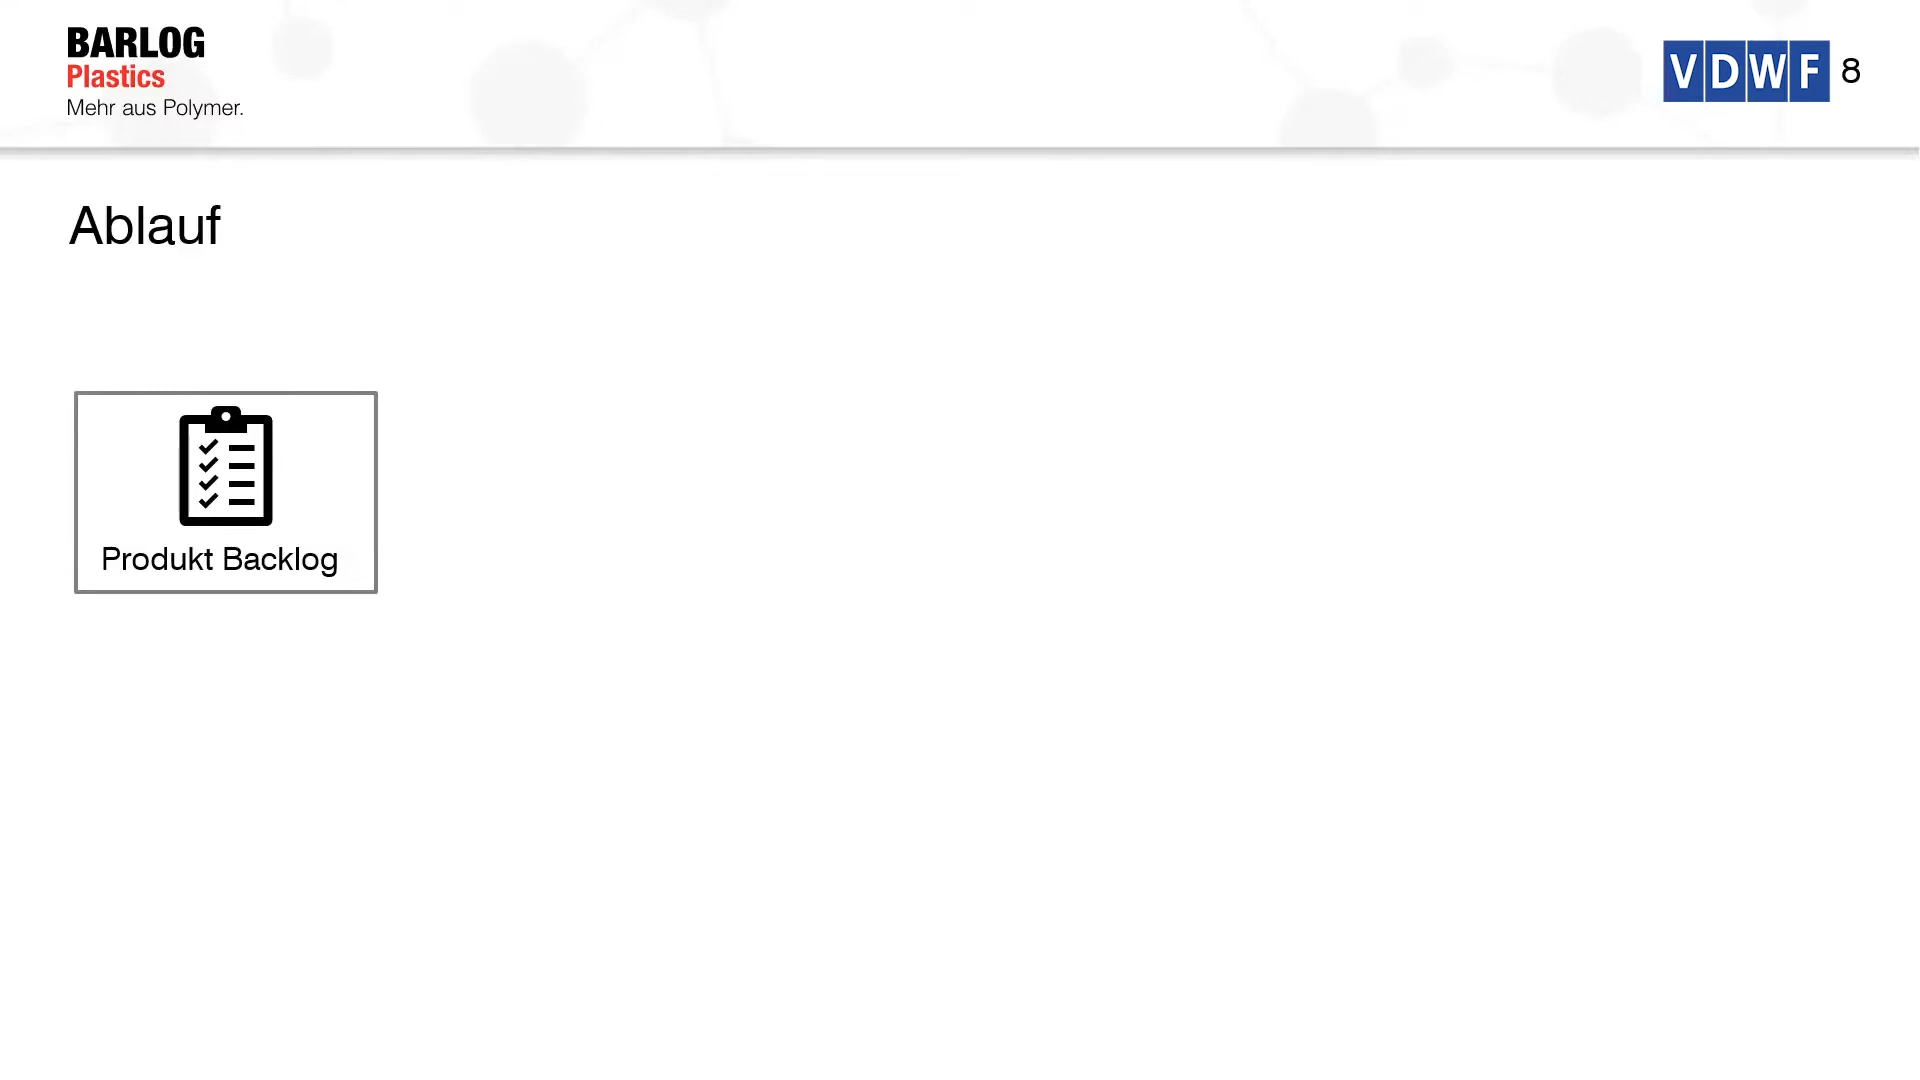 BARLOG
Plastics
Mehr aus Polymer.
VDWF 8
Ablauf
Produkt Backlog